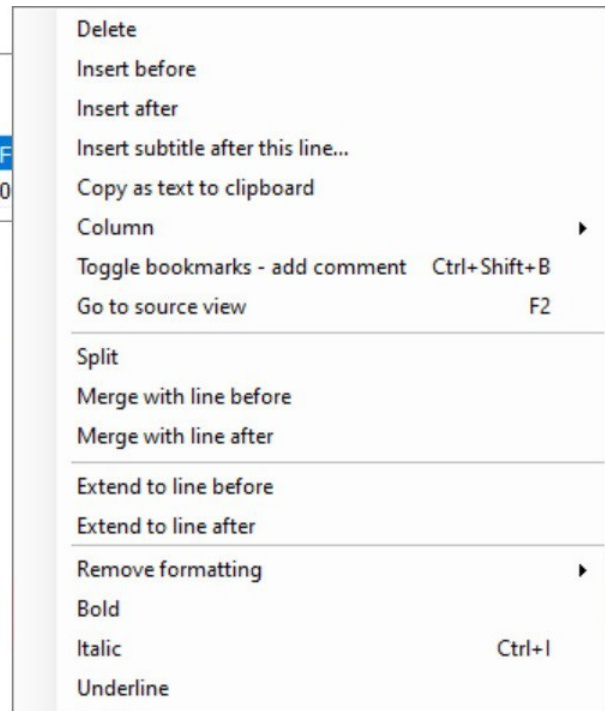 Delete
Insert before
Insert after
Insert subtitle after this line...
Copy as text to clipboard
Column
Toggle bookmarks - add comment Ctrl+Shift+B
Go to source view F2
Split
Merge with line before
Merge with line after
Extend to line before
Extend to line after
Remove formatting
Bold
Italic Ctrl+I
Underline